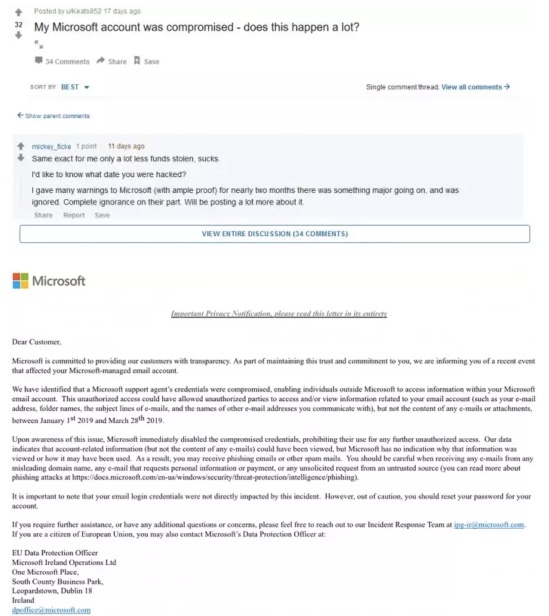 Posted by u/Keats852 17 days ago
32
My Microsoft account was compromised - does this happen a lot?
34 Comments Share Save
SORT BY BEST
Single comment thread. View all comments →
← Show parent comments
1 point 11 days ago
Same exact for me only a lot less funds stolen, sucks.
I'd like to know what date you were hacked?
I gave many warnings to Microsoft (with ample proof) for nearly two months there was something major going on, and was
ignored. Complete ignorance on their part. Will be posting a lot more about it.
Share Report Save
VIEW ENTIRE DISCUSSION (34 COMMENTS)
Microsoft
Important Privacy Notification, please read this letter in its entirety
Dear Customer,
Microsoft is committed to providing our customers with transparency. As part of maintaining this trust and commitment to you, we are informing you of a recent event
that affected your Microsoft-managed email account.
We have identified that a Microsoft support agent's credentials were compromised, enabling individuals outside Microsoft to access information within your Microsoft
email account. This unauthorized access could have allowed unauthorized parties to access and/or view information related to your email account (such as your e-mail
address, folder names, the subject lines of e-mails, and the names of other e-mail addresses you communicate with), but not the content of any e-mails or attachments,
between January 1st 2019 and March 28th 2019.
Upon awareness of this issue, Microsoft immediately disabled the compromised credentials, prohibiting their use for any further unauthorized access. Our data
indicates that account-related information (but not the content of any e-mails) could have been viewed, but Microsoft has no indication why that information was
viewed or how it may have been used. As a result, you may receive phishing emails or other spam mails. You should be careful when receiving any e-mails from any
misleading domain name, any e-mail that requests personal information or payment, or any unsolicited request from an untrusted source (you can read more about
phishing attacks at https://docs.microsoft.com/en-us/windows/security/threat-protection/intelligence/phishing).
It is important to note that your email login credentials were not directly impacted by this incident. However, out of caution, you should reset your password for your
account.
If you require further assistance, or have any additional questions or concerns, please feel free to reach out to our Incident Response Team at ipg-ir@microsoft.com.
If you are a citizen of European Union, you may also contact Microsoft's Data Protection Officer at:
EU Data Protection Officer
Microsoft Ireland Operations Ltd
One Microsoft Place,
South County Business Park,
Leopardstown, Dublin 18
Ireland
dpoffice@microsoft.com